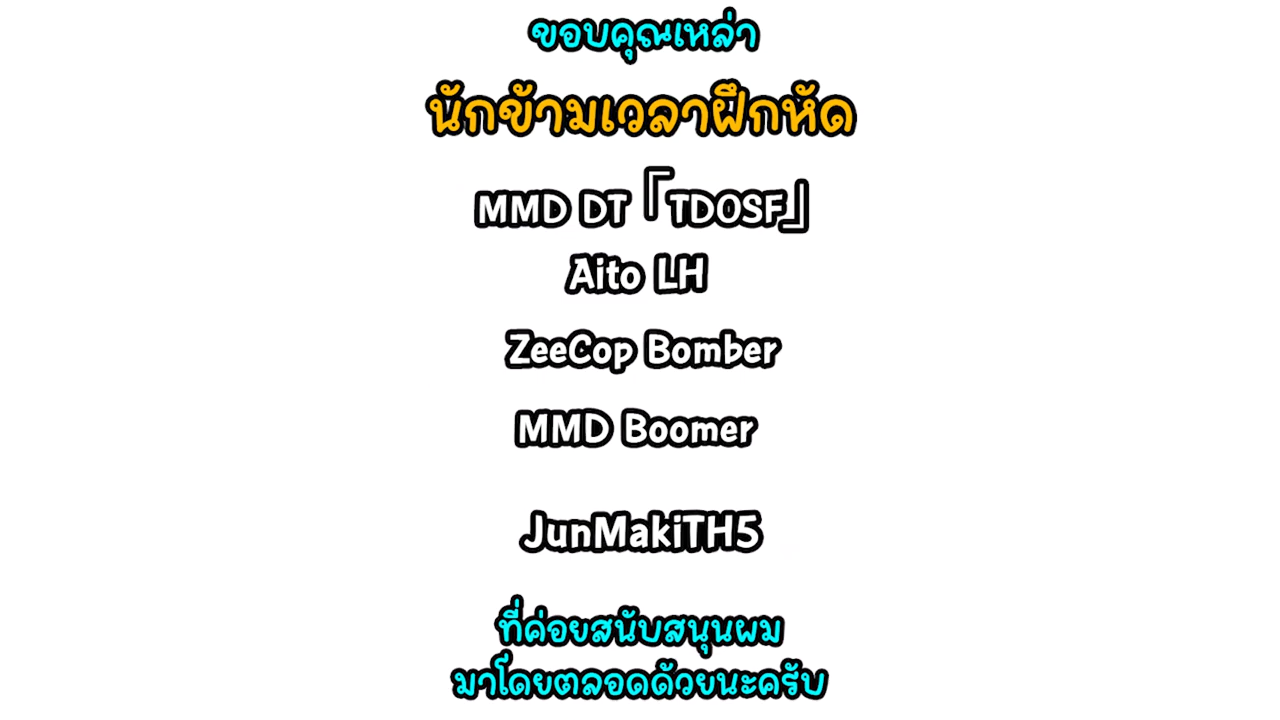 ขอบคุณเหล่า
นักข้ามเวลาฝึกหัด
MMD DT「TDOSF」
Aito LH
ZeeCop Bomber
MMD Boomer
JunMakiTH5
ที่ค่อยสนับสนุนผม
มาโดยตลอดด้วยนะครับ